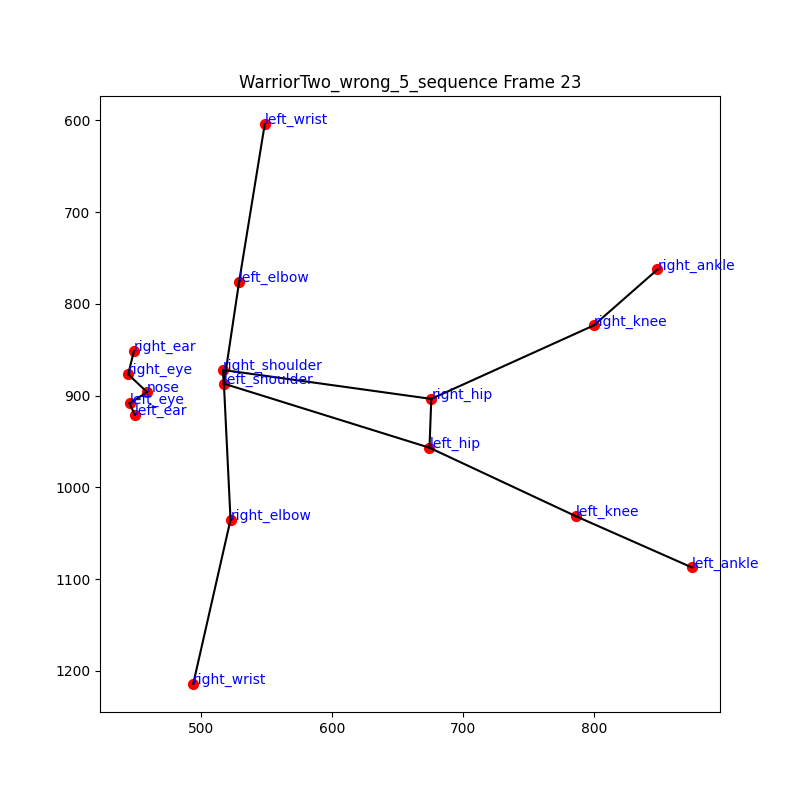 WarriorTwo_wrong_5_sequence Frame 23
600
left_wrist
700
right_ankle
left_elbow
800
right_knee
right_ear
right_shoulder
right_eye
left_shoulder
nose
right_hip
900
left_eye
left_ear
left_hip
1000
left_knee
right_elbow
left_ankle
1100
1200
right_wrist
500 600 700 800